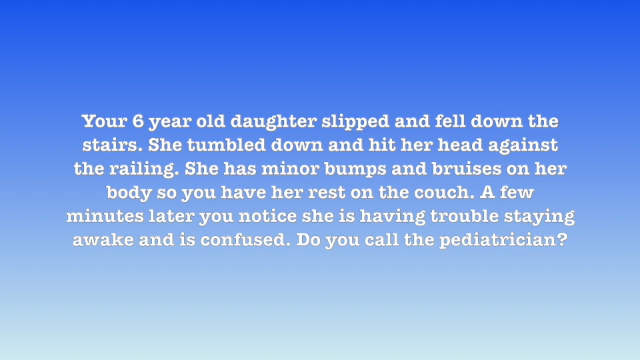 Your 6 year old daughter slipped and fell down the
stairs. She tumbled down and hit her head against
the railing. She has minor bumps and bruises on her
body so you have her rest on the couch. A few
minutes later you notice she is having trouble staying
awake and is confused. Do you call the pediatrician?